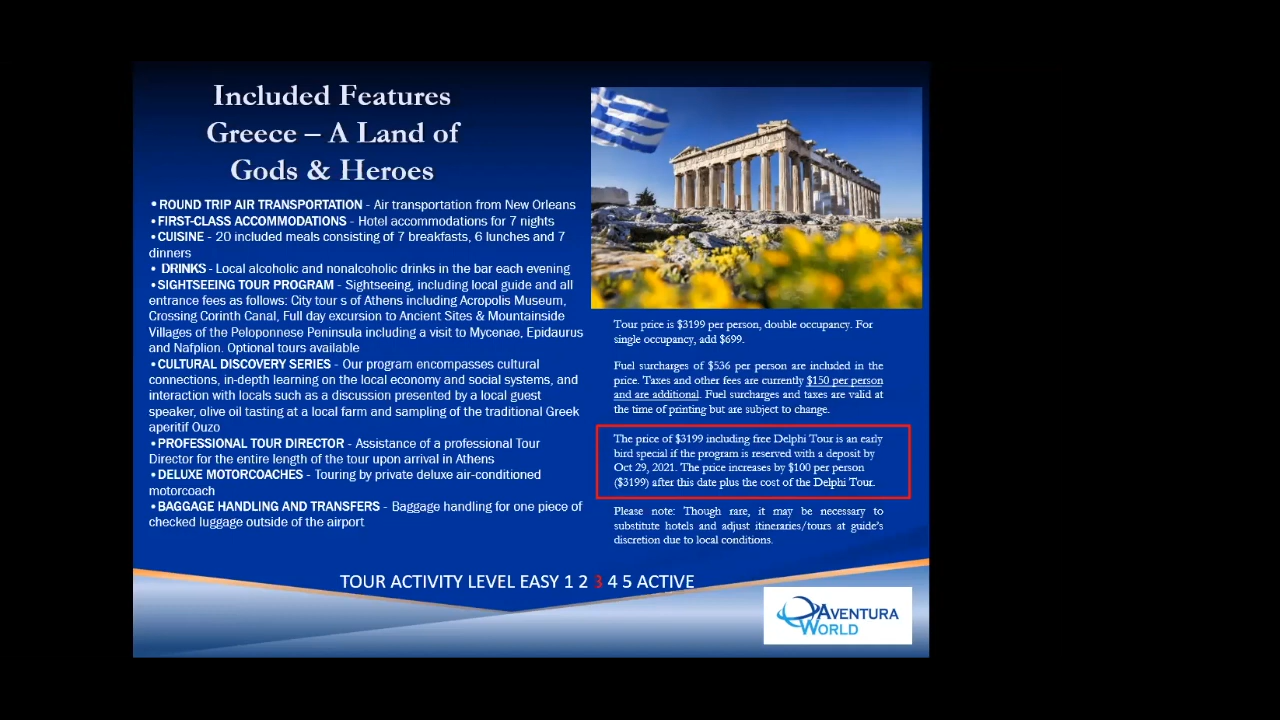 Included Features
Greece – A Land of
Gods & Heroes
•ROUND TRIP AIR TRANSPORTATION - Air transportation from New Orleans
•FIRST-CLASS ACCOMMODATIONS - Hotel accommodations for 7 nights
•CUISINE - 20 included meals consisting of 7 breakfasts, 6 lunches and 7
dinners
• DRINKS - Local alcoholic and nonalcoholic drinks in the bar each evening
•SIGHTSEEING TOUR PROGRAM - Sightseeing, including local guide and all
entrance fees as follows: City tour s of Athens including Acropolis Museum,
Crossing Corinth Canal, Full day excursion to Ancient Sites & Mountainside
Villages of the Peloponnese Peninsula including a visit to Mycenae, Epidaurus
and Nafplion. Optional tours available
•CULTURAL DISCOVERY SERIES - Our program encompasses cultural
connections, in-depth learning on the local economy and social systems, and
interaction with locals such as a discussion presented by a local guest
speaker, olive oil tasting at a local farm and sampling of the traditional Greek
aperitif Ouzo
•PROFESSIONAL TOUR DIRECTOR - Assistance of a professional Tour
Director for the entire length of the tour upon arrival in Athens
•DELUXE MOTORCOACHES - Touring by private deluxe air-conditioned
motorcoach
•BAGGAGE HANDLING AND TRANSFERS - Baggage handling for one piece of
checked luggage outside of the airport
Tour price is $3199 per person, double occupancy. For
single occupancy, add $699.
Fuel surcharges of $536 per person are included in the
price. Taxes and other fees are currently $150 per person
and are additional. Fuel surcharges and taxes are valid at
the time of printing but are subject to change.
The price of $3199 including free Delphi Tour is an early
bird special if the program is reserved with a deposit by
Oct 29, 2021. The price increases by $100 per person
($3199) after this date plus the cost of the Delphi Tour.
Please note: Though rare, it may be necessary to
substitute hotels and adjust itineraries/tours at guide's
discretion due to local conditions.
TOUR ACTIVITY LEVEL EASY 1 2 3 4 5 ACTIVE
AVENTURA
WORLD